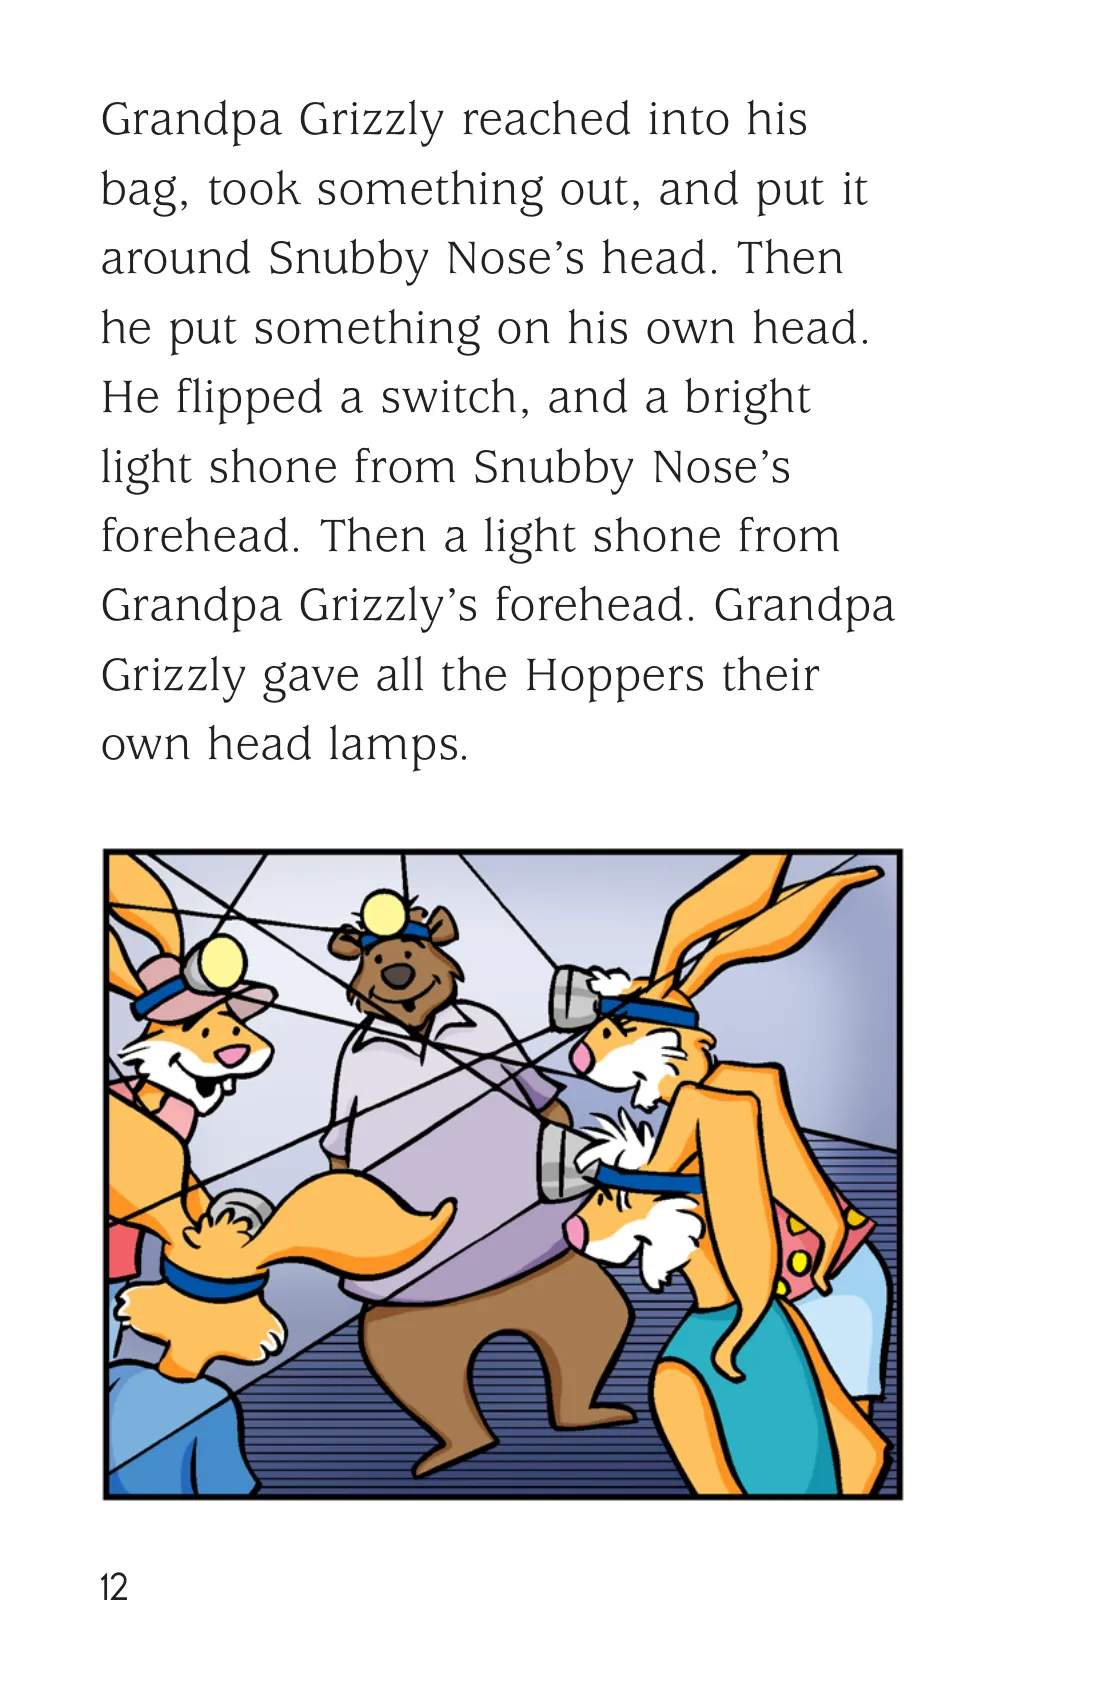 Grandpa Grizzly reached into his
bag, took something out, and put it
around Snubby Nose’s head. Then
he put something on his own head.
He flipped a switch, and a bright
light shone from Snubby Nose’s
forehead. Then a light shone from
Grandpa Grizzly’s forehead. Grandpa
Grizzly gave all the Hoppers their
own head lamps.
12